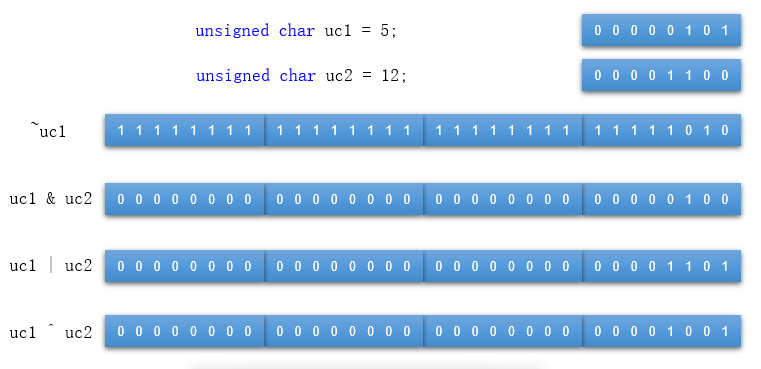 unsigned char uc1 = 5; 0 0 0 0 0 1 0 1
unsigned char uc2 = 12; 0 0 0 0 1 1 0 0
~uc1 1 1 1 1 1 1 1 1 1 1 1 1 1 1 1 1 1 1 1 1 1 1 1 1 1 1 1 1 1 0 1 0
uc1 & uc2 0 0 0 0 0 0 0 0 0 0 0 0 0 0 0 0 0 0 0 0 0 0 0 0 0 0 0 0 0 1 0 0
uc1 | uc2 0 0 0 0 0 0 0 0 0 0 0 0 0 0 0 0 0 0 0 0 0 0 0 0 0 0 0 0 1 1 0 1
uc1 ^ uc2 0 0 0 0 0 0 0 0 0 0 0 0 0 0 0 0 0 0 0 0 0 0 0 0 0 0 0 0 1 0 0 1